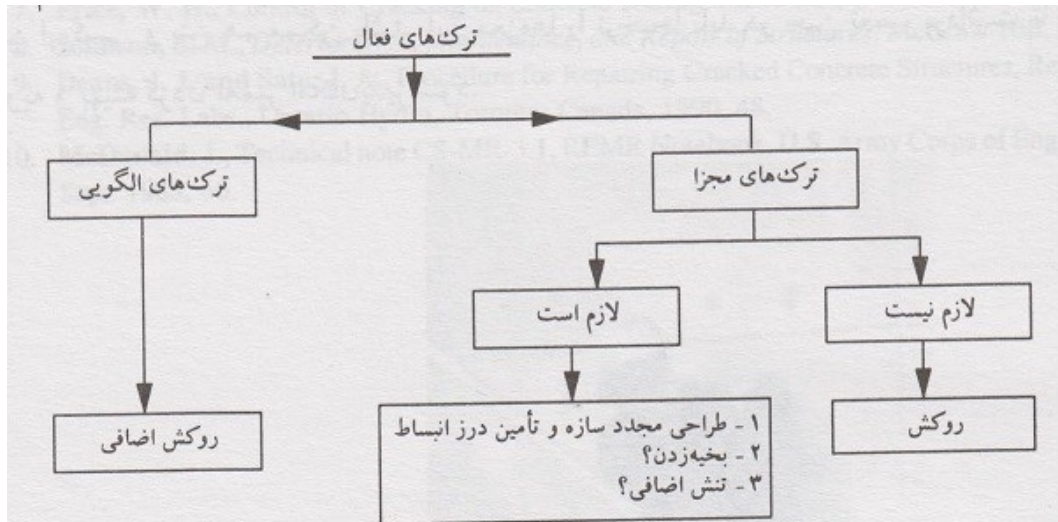 ترک‌های فعال
ترک‌های مجزا
ترک‌های الگویی
لازم نیست
لازم است
روکش
۱ - طراحی مجدد سازه و تأمین درز انبساط
۲ - بخیه‌زدن؟
۳ - تنش اضافی؟
روکش اضافی